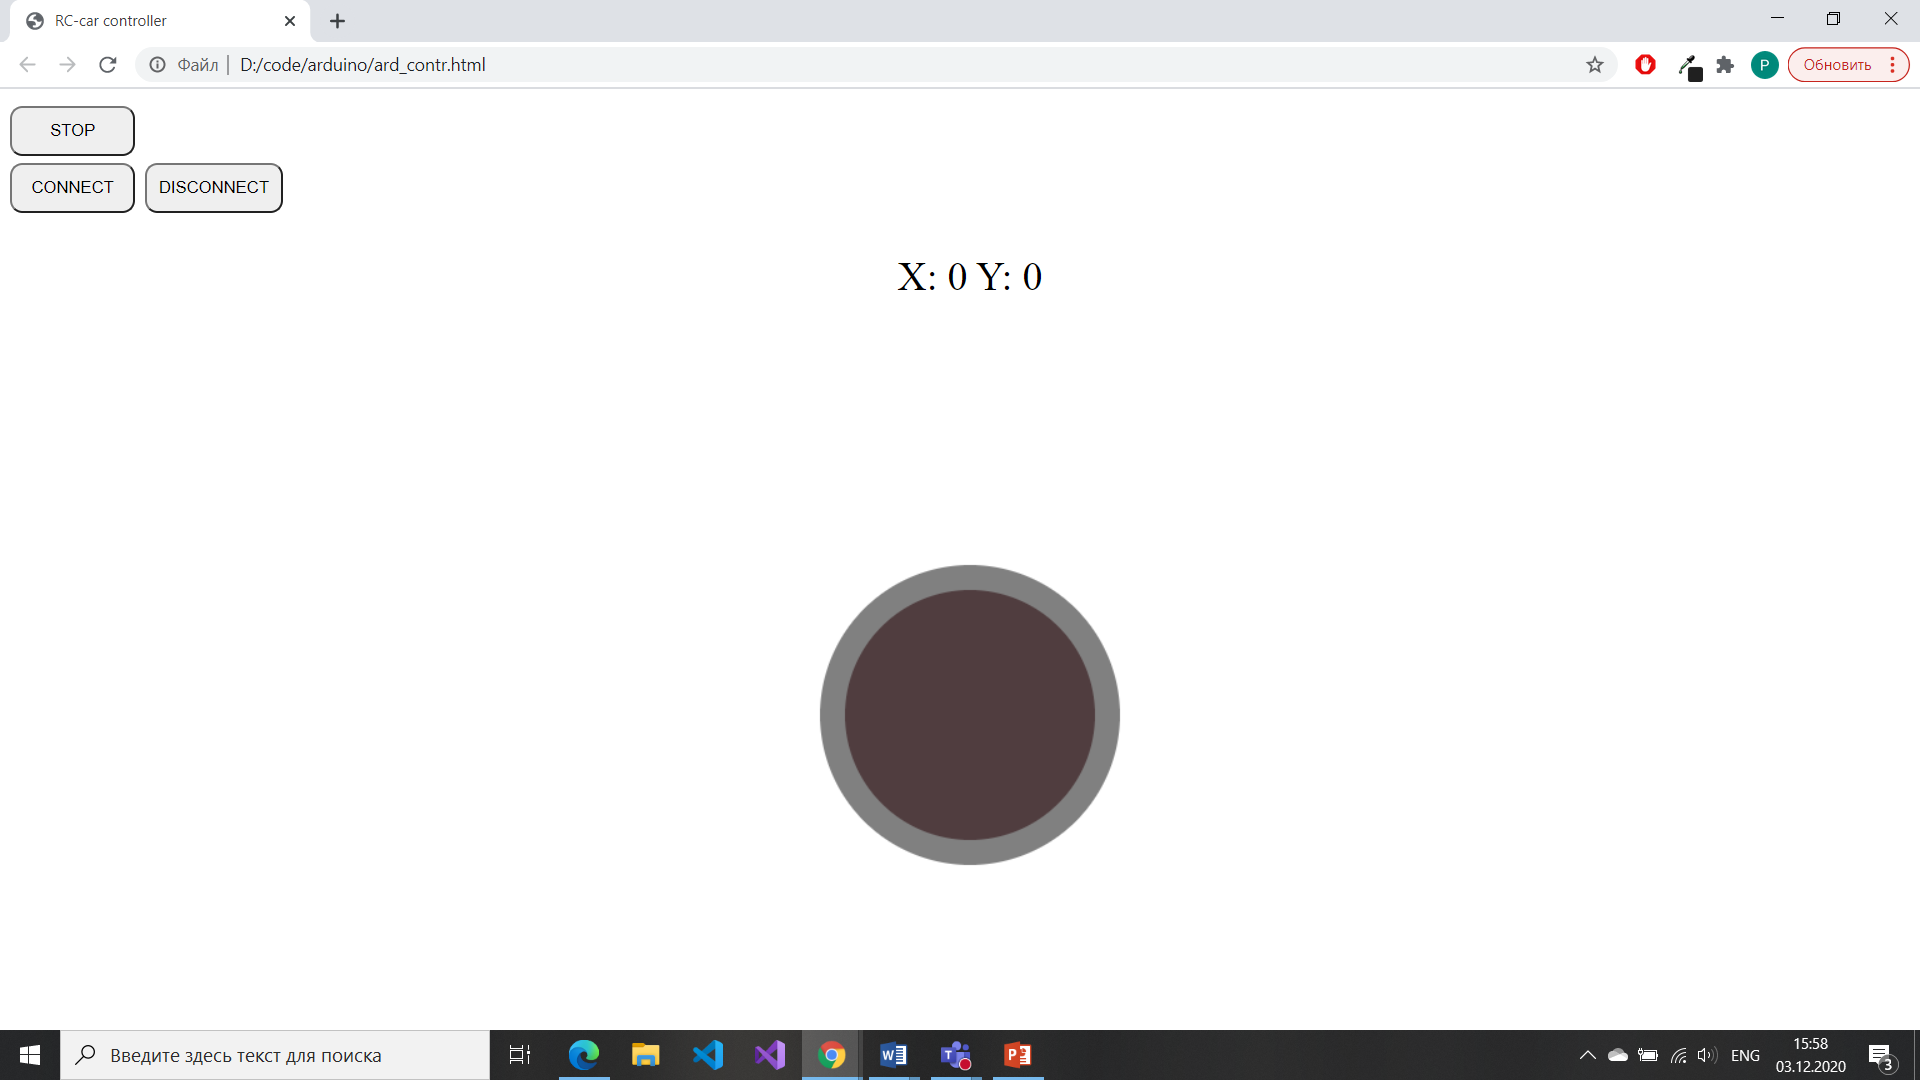 RC-car controller
Файл | D:/code/arduino/ard_contr.html
P
Обновить
STOP
CONNECT DISCONNECT
X: 0 Y: 0
Введите здесь текст для поиска
ENG
15:58
03.12.2020
3